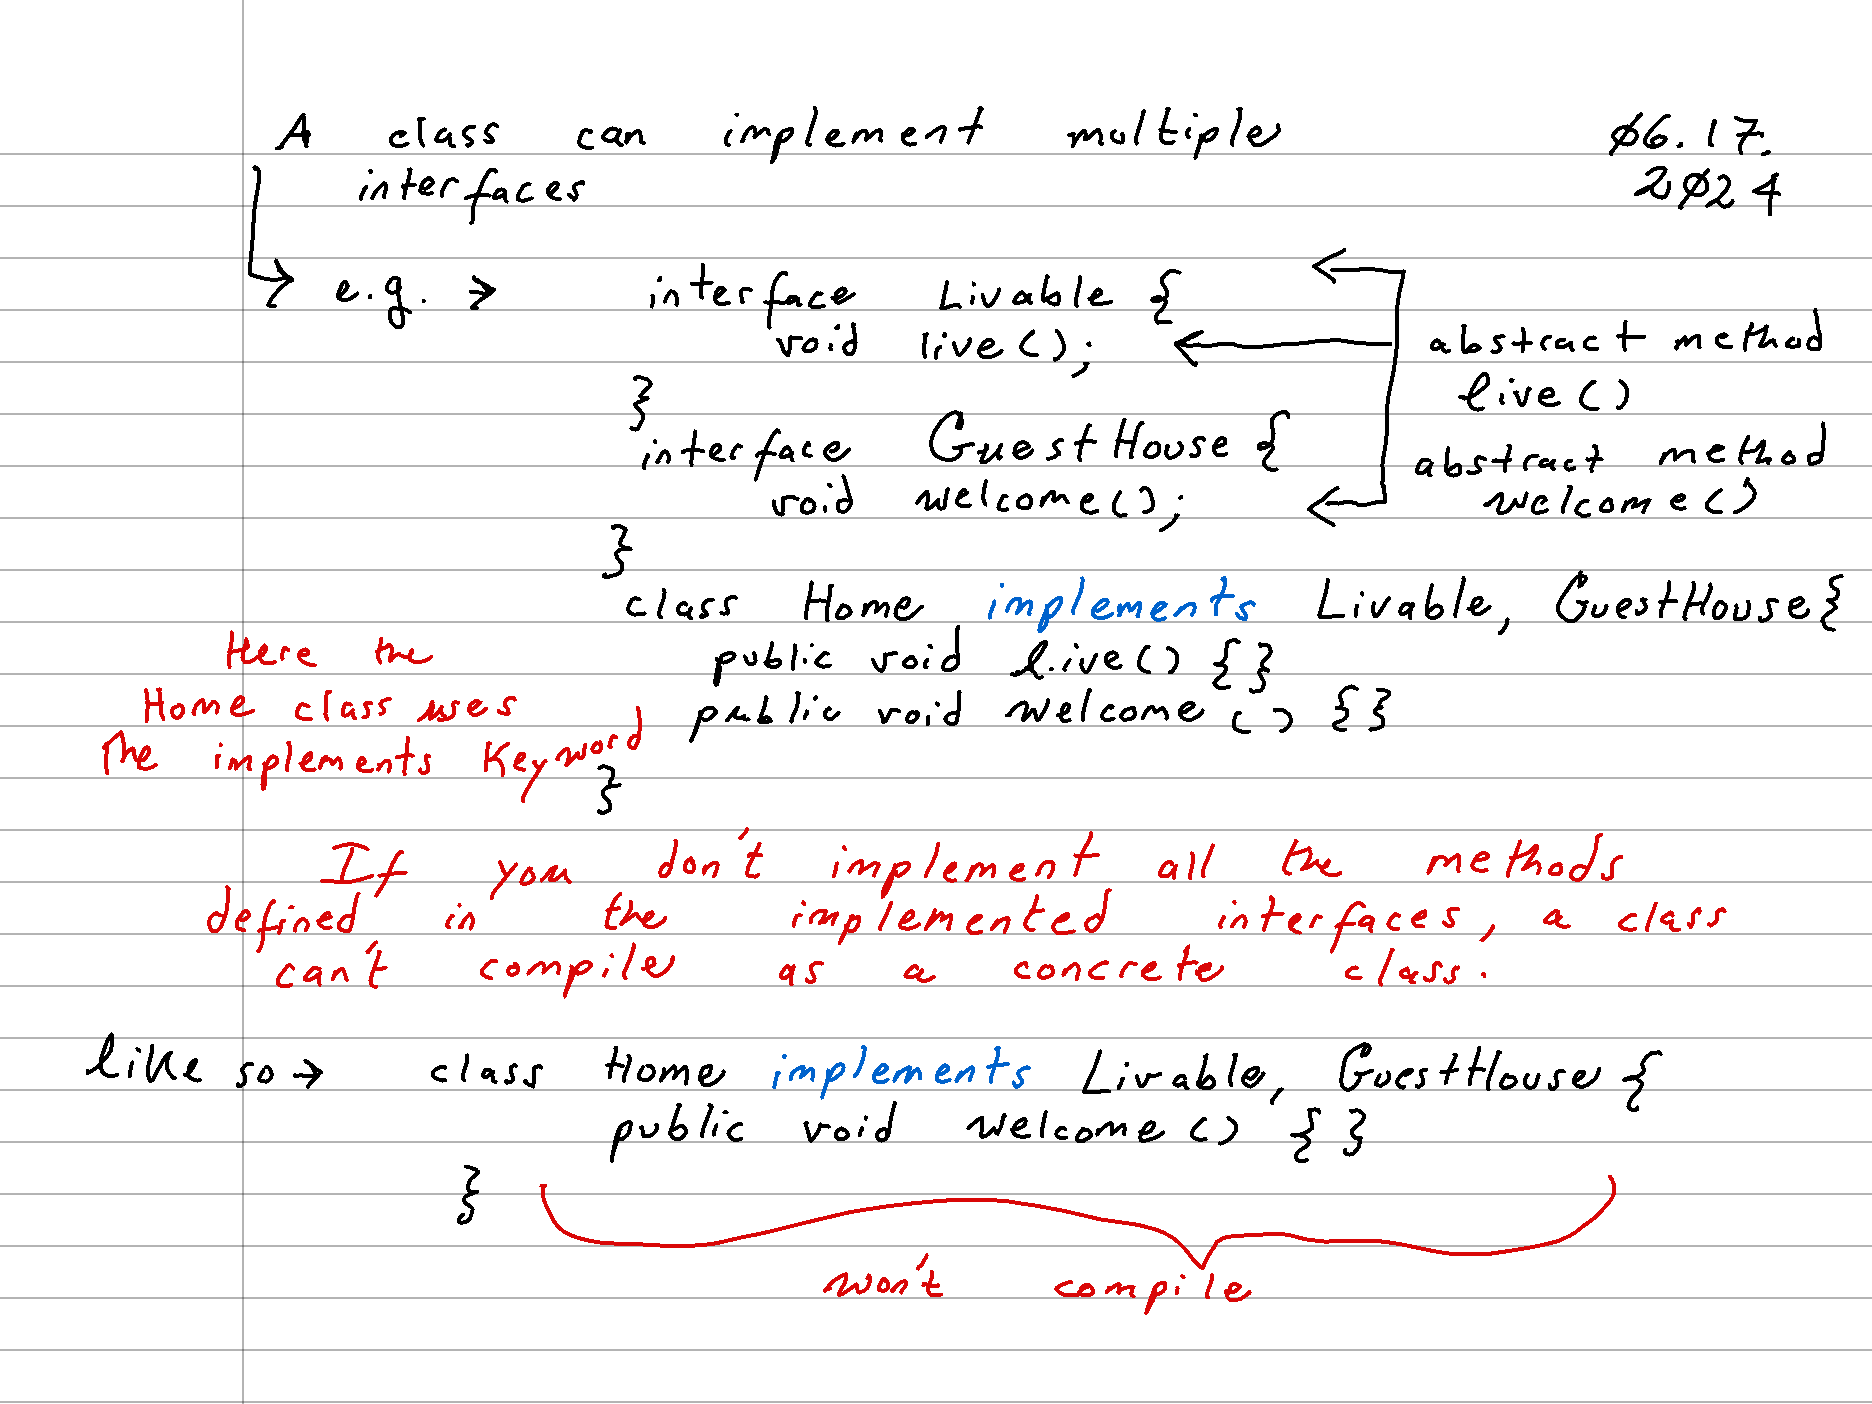 A class can implement multiple
interfaces
Ø6.17.
2Ø24
e.g. → interface Livable {
void live();
}
abstract method
live()
interface GuestHouse {
void welcome();
}
abstract method
welcome()
class Home implements Livable, GuestHouse{
public void live() {}
public void welcome () {}
}
Here the
Home class uses
The implements Keyword
If you don't implement all the methods
defined in the implemented interfaces, a class
can't compile as a concrete class.
like so → class Home implements Livable, GuestHouse {
public void welcome () { }
}
won't compile